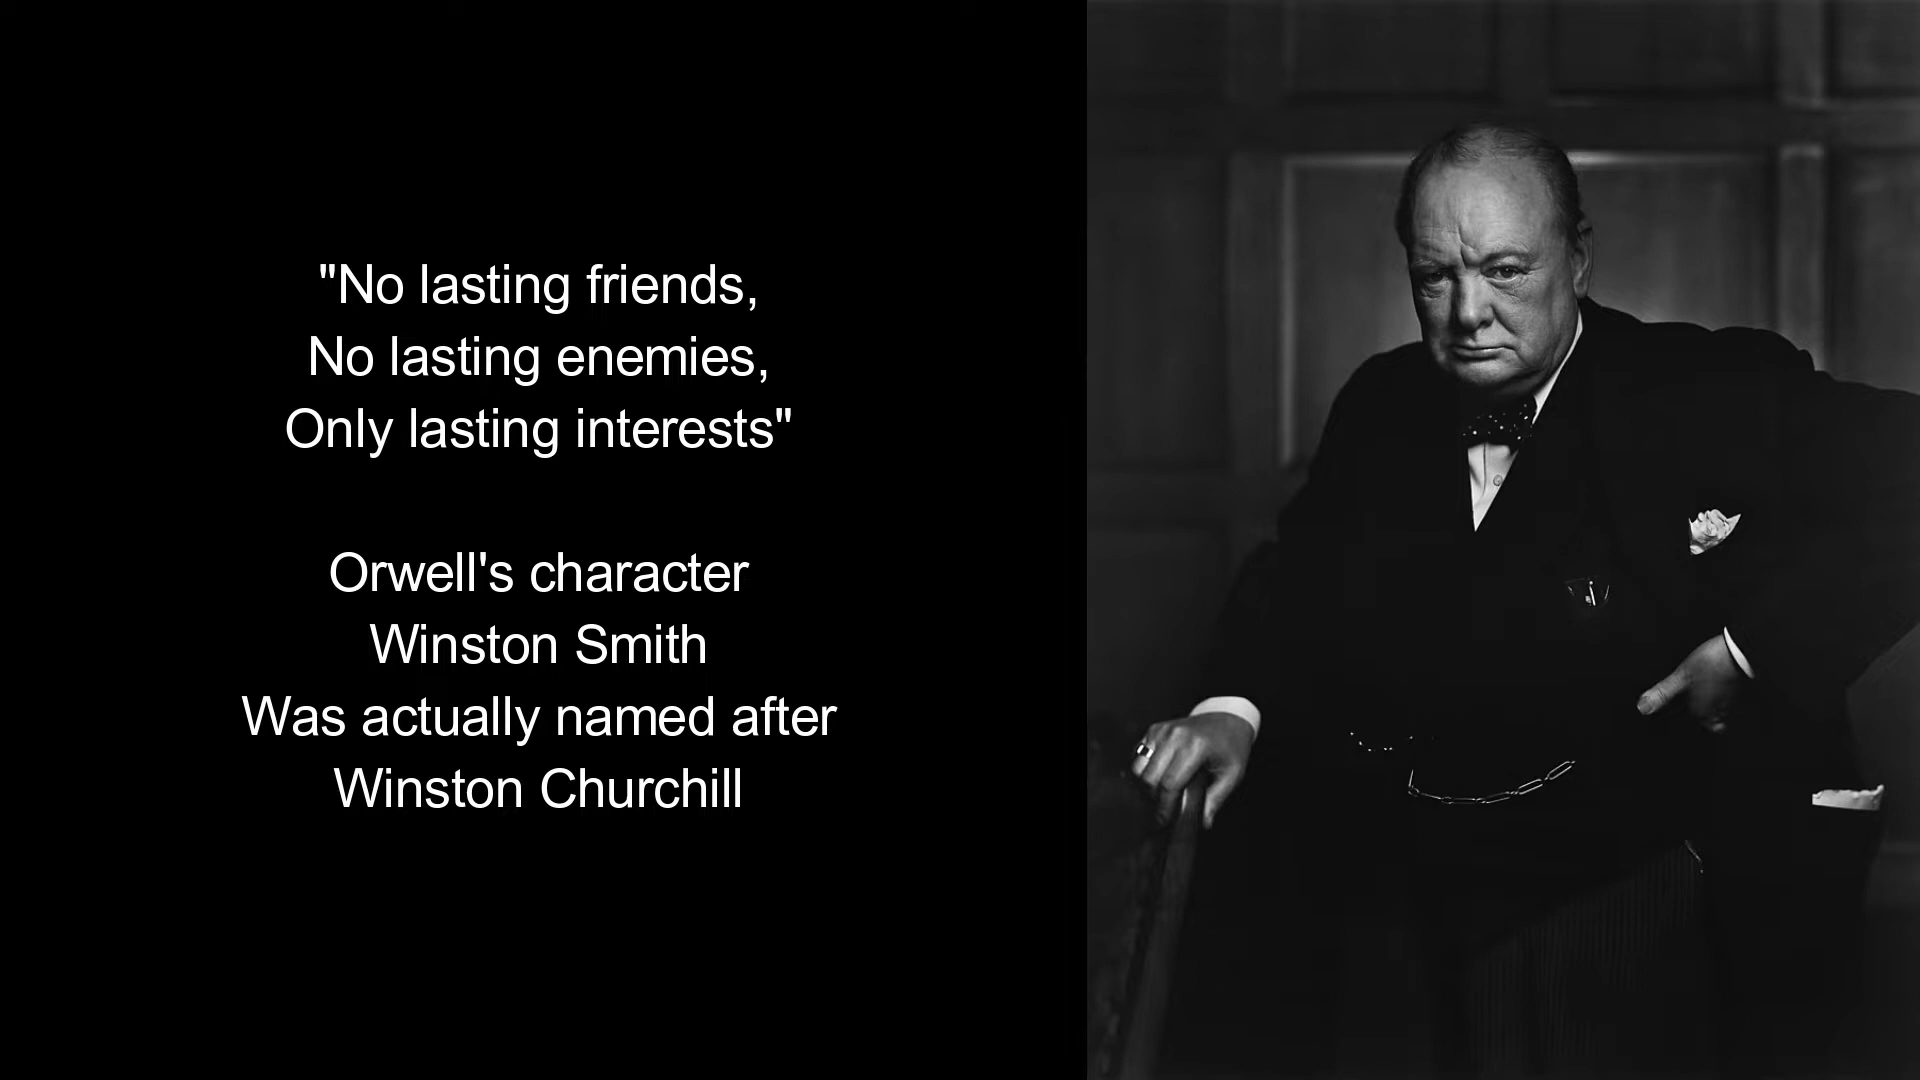 "No lasting friends,
No lasting enemies,
Only lasting interests"
Orwell's character
Winston Smith
Was actually named after
Winston Churchill